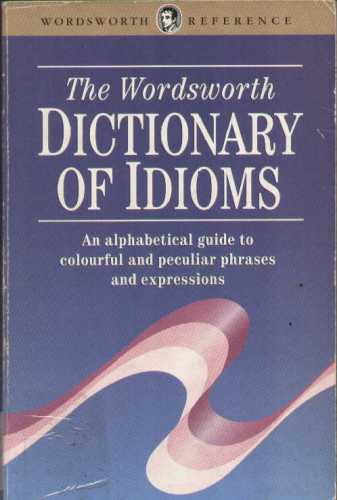 WORDSWORTH REFERENCE
The Wordsworth
DICTIONARY
OF IDIOMS
An alphabetical guide to
colourful and peculiar phrases
and expressions